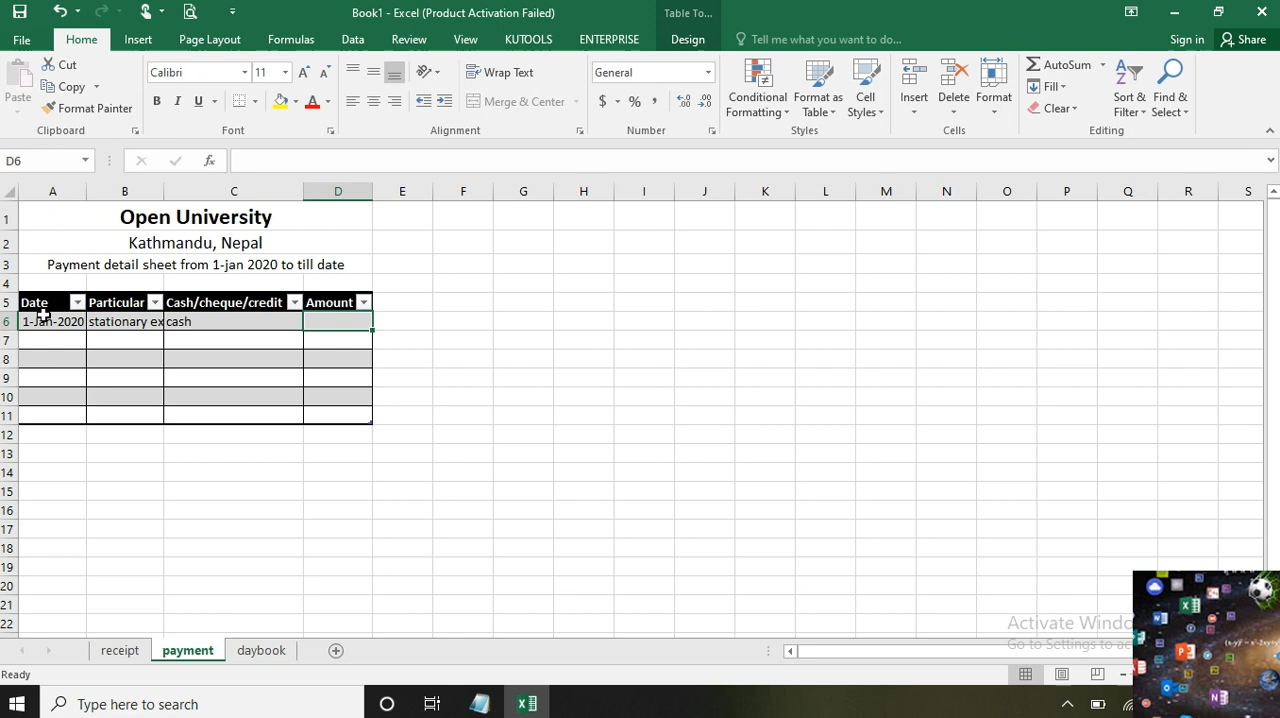 Book1 - Excel (Product Activation Failed) Table To...
File Home Insert Page Layout Formulas Data Review View KUTOOLS ENTERPRISE Design Tell me what you want to do... Sign in Share
Paste Cut Calibri 11 Wrap Text General Conditional Formatting Format as Table Cell Styles Insert Delete Format AutoSum Sort & Filter Find & Select
Copy Fill
Format Painter B I U A Merge & Center $ % , Clear
Clipboard Font Alignment Number Styles Cells Editing
D6 fx
A B C D E F G H I J K L M N O P Q R S
1 Open University
2 Kathmandu, Nepal
3 Payment detail sheet from 1-jan 2020 to till date
4
5 Date Particular Cash/cheque/credit Amount
6 1-Jan-2020 stationary ex cash
7
8
9
10
11
12
13
14
15
16
17
18
19
20
21
22
Activate Windo
Go to Settings to ac
receipt payment daybook
Ready
Type here to search